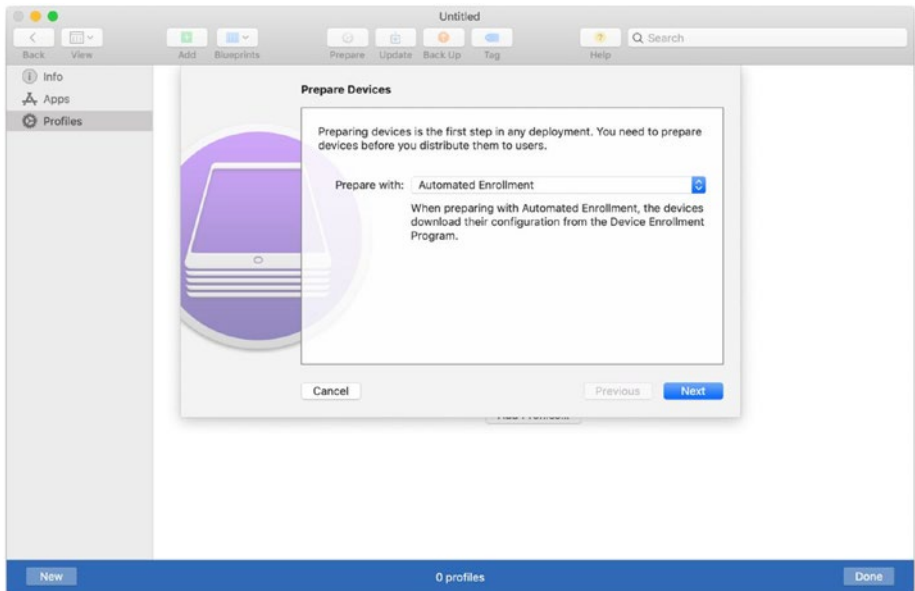 Untitled
Back View Add Blueprints Prepare Update Back Up Tag Help Search
Info
Apps
Profiles
Prepare Devices
Preparing devices is the first step in any deployment. You need to prepare
devices before you distribute them to users.
Prepare with: Automated Enrollment
When preparing with Automated Enrollment, the devices
download their configuration from the Device Enrollment
Program.
Cancel Previous Next
New 0 profiles Done